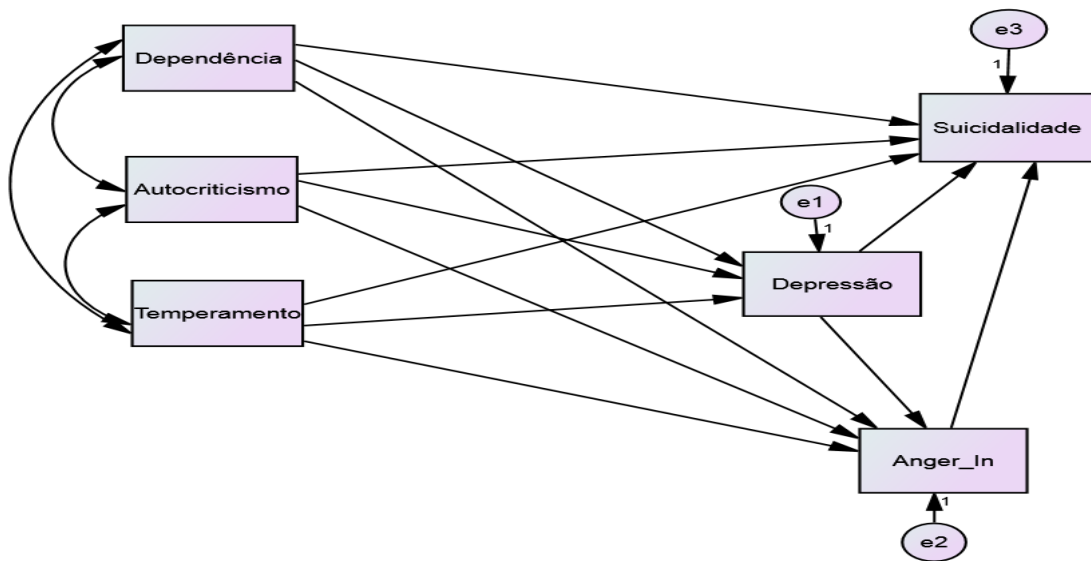 e3
1
Dependência
Suicidalidade
Autocriticismo
e1
1
Depressão
Temperamento
Anger_In
1
e2